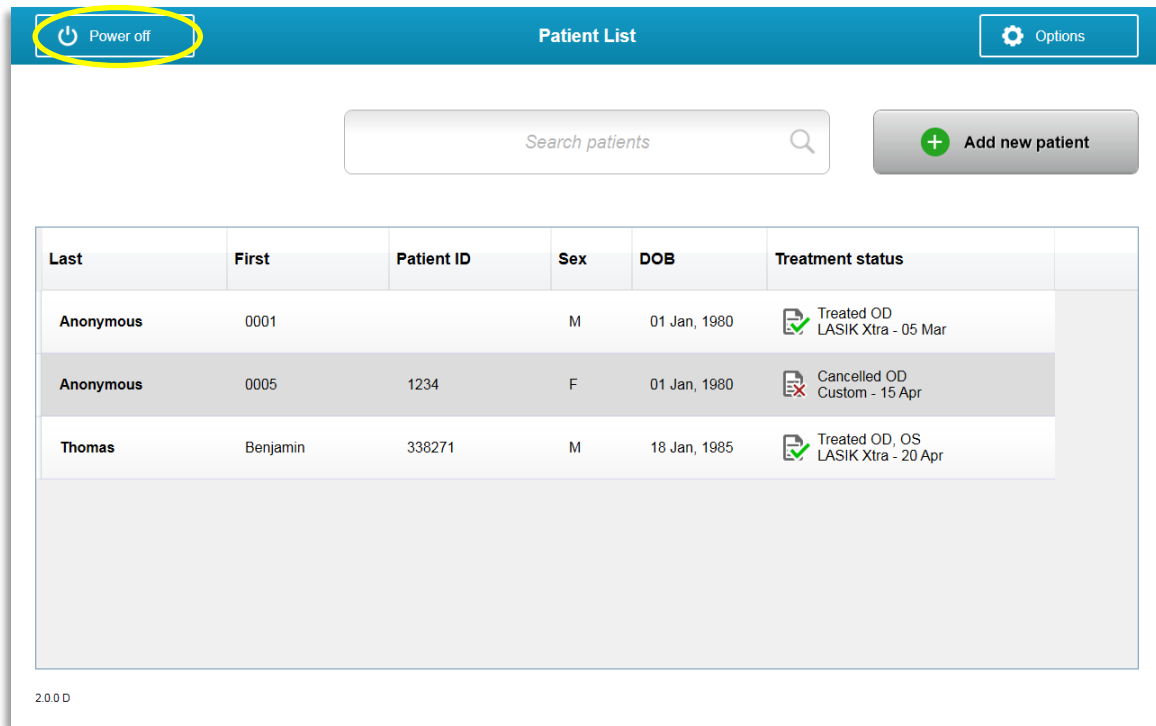 Power off
Patient List
Options
Search patients
Add new patient
Last First Patient ID Sex DOB Treatment status
Anonymous 0001 M 01 Jan, 1980 Treated OD
LASIK Xtra - 05 Mar
Anonymous 0005 1234 F 01 Jan, 1980 Cancelled OD
Custom - 15 Apr
Thomas Benjamin 338271 M 18 Jan, 1985 Treated OD, OS
LASIK Xtra - 20 Apr
2.0.0 D